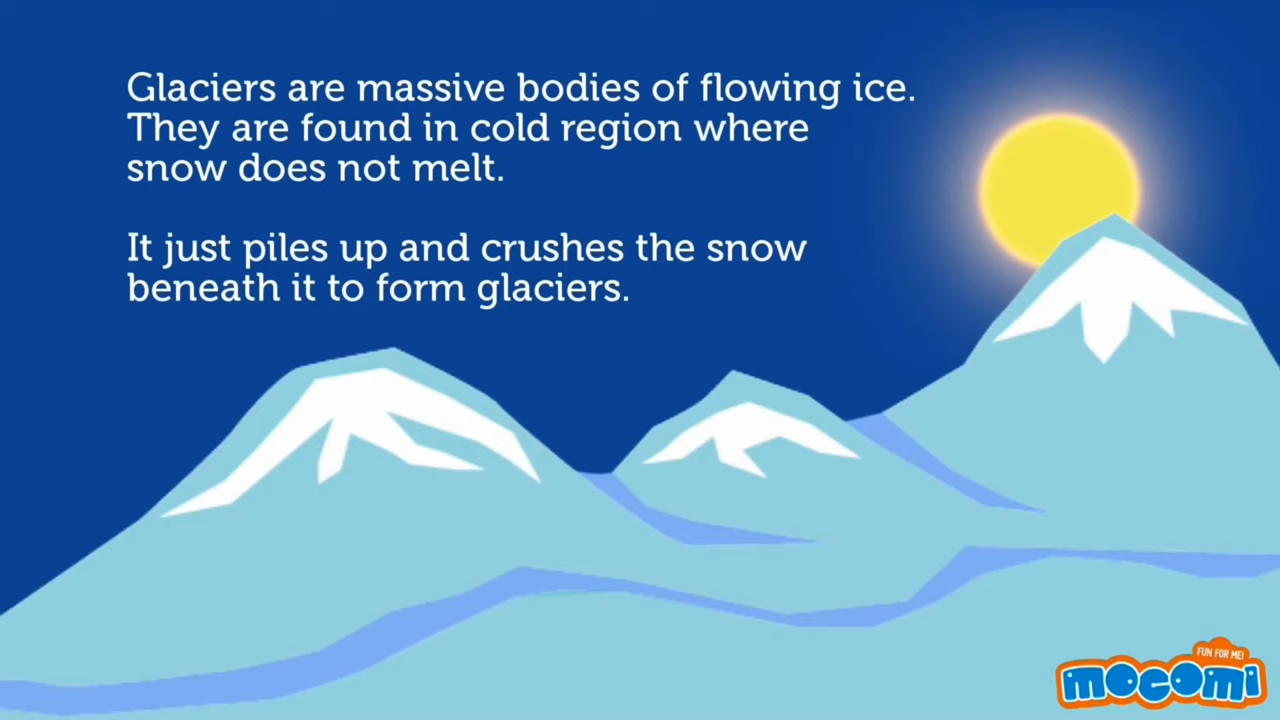 Glaciers are massive bodies of flowing ice.
They are found in cold region where
snow does not melt.
It just piles up and crushes the snow
beneath it to form glaciers.
FUN FOR ME!
mocomi